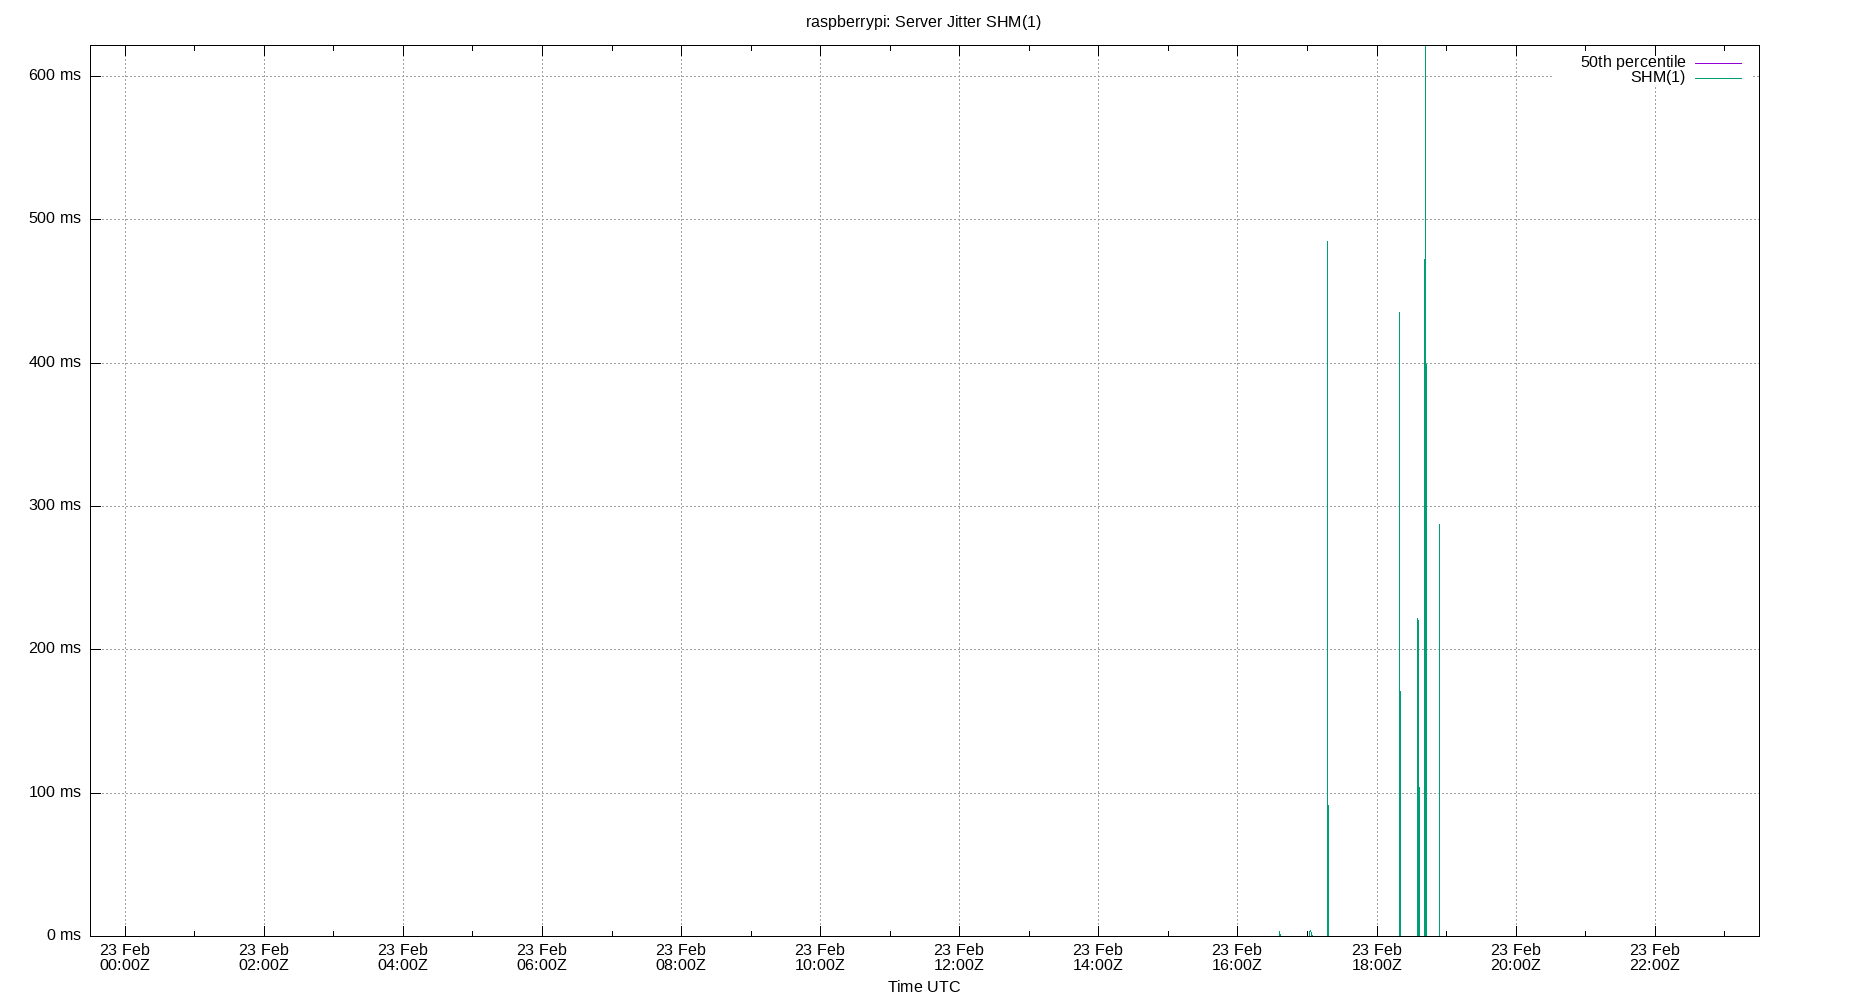 raspberrypi: Server Jitter SHM(1)
50th percentile
SHM(1)
600 ms
500 ms
400 ms
300 ms
200 ms
100 ms
0 ms
23 Feb 23 Feb 23 Feb 23 Feb 23 Feb 23 Feb 23 Feb 23 Feb 23 Feb 23 Feb 23 Feb 23 Feb
00:00Z 02:00Z 04:00Z 06:00Z 08:00Z 10:00Z 12:00Z 14:00Z 16:00Z 18:00Z 20:00Z 22:00Z
Time UTC